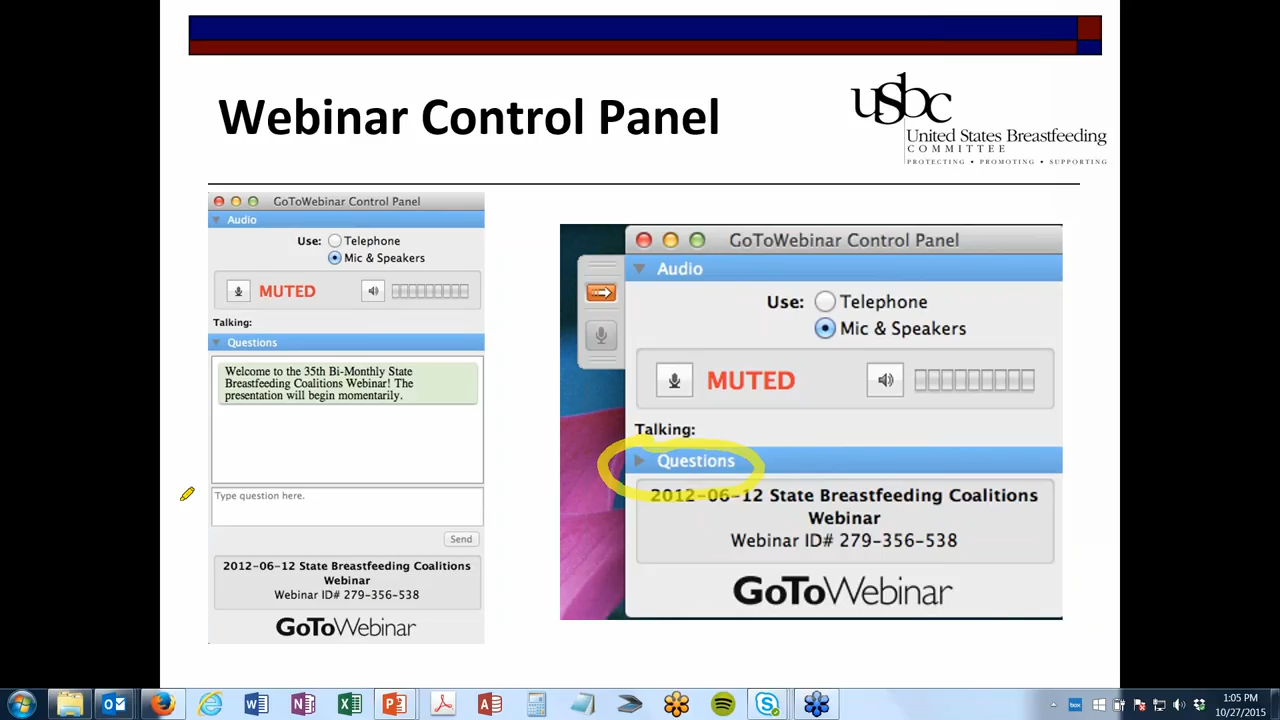 Webinar Control Panel
usbc
United States Breastfeeding
COMMITTEE
PROTECTING • PROMOTING • SUPPORTING
GoToWebinar Control Panel
Audio
Use: Telephone
Mic & Speakers
MUTED
Talking:
Questions
Welcome to the 35th Bi-Monthly State
Breastfeeding Coalitions Webinar! The
presentation will begin momentarily.
Type question here.
Send
2012-06-12 State Breastfeeding Coalitions
Webinar
Webinar ID# 279-356-538
GoToWebinar
GoToWebinar Control Panel
Audio
Use: Telephone
Mic & Speakers
MUTED
Talking:
Questions
2012-06-12 State Breastfeeding Coalitions
Webinar
Webinar ID# 279-356-538
GoToWebinar
box
1:05 PM
10/27/2015